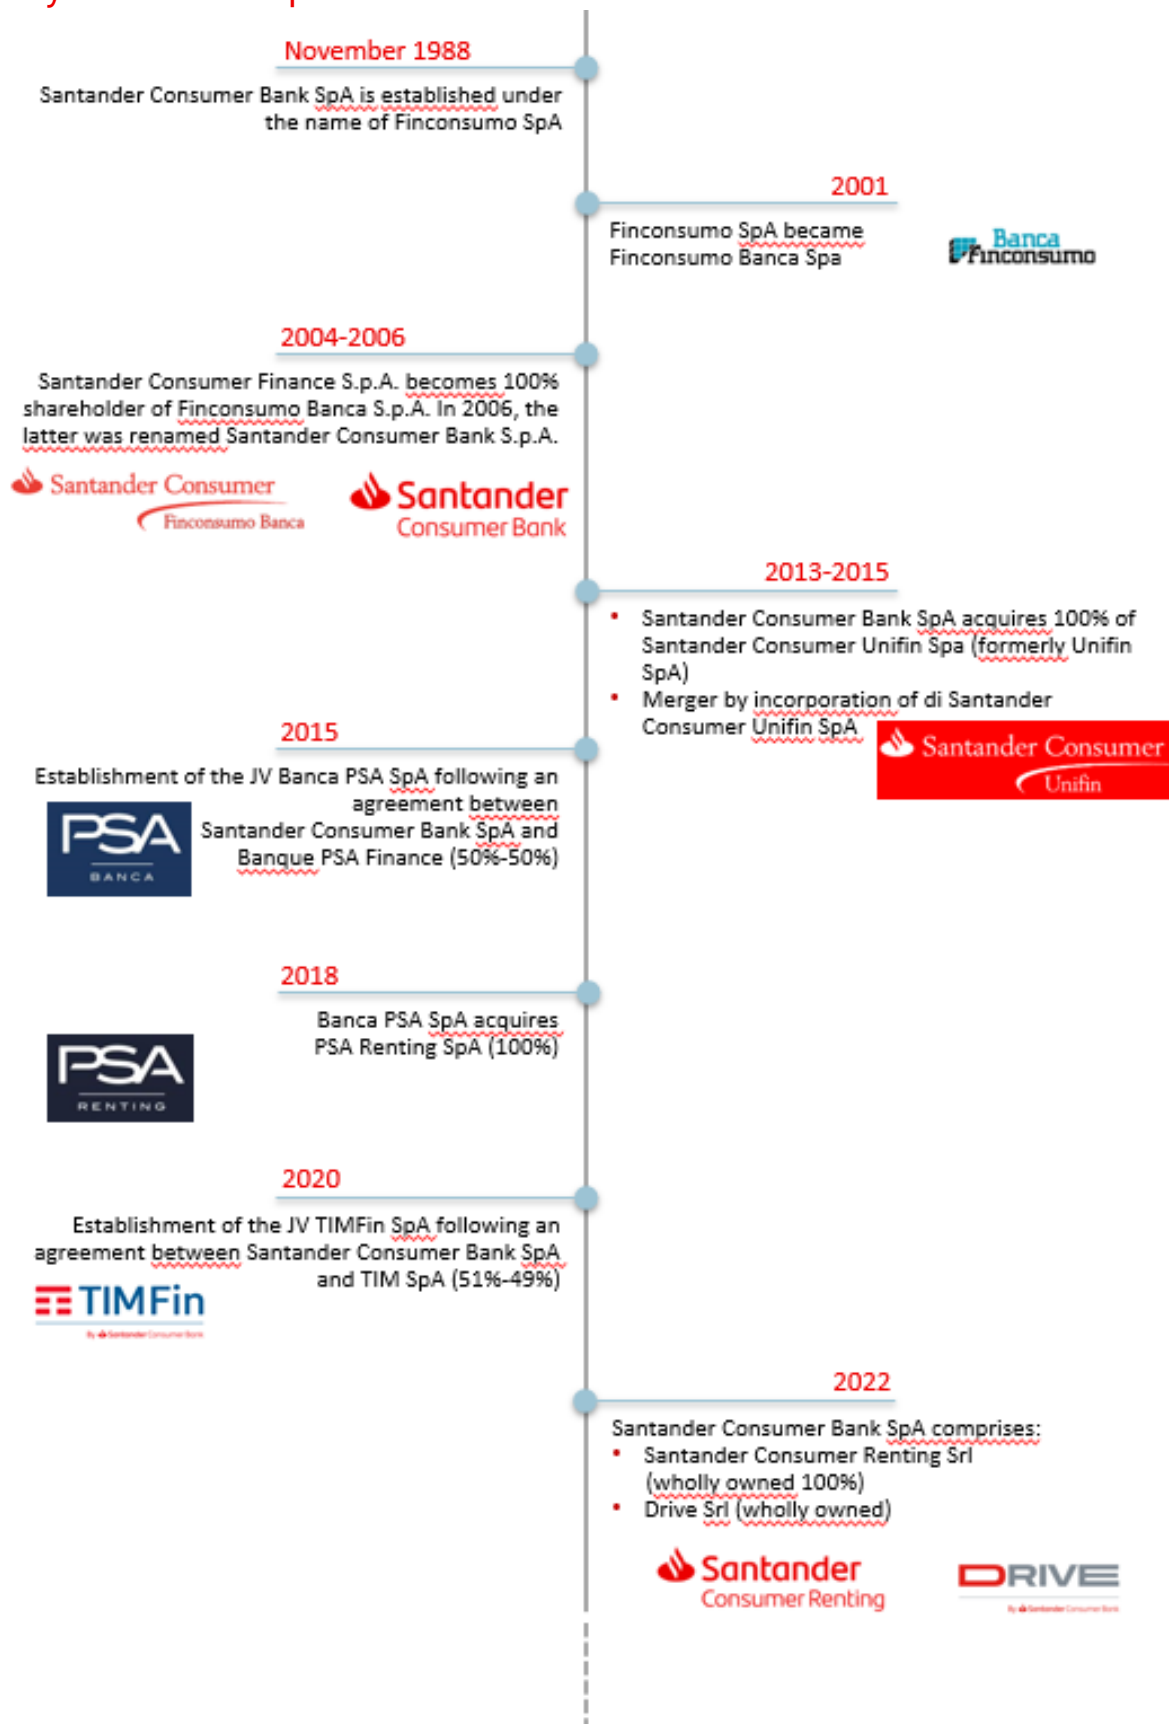 November 1988
Santander Consumer Bank SpA is established under
the name of Finconsumo SpA
2001
Finconsumo SpA became
Finconsumo Banca Spa
Banca
Finconsumo
2004-2006
Santander Consumer Finance S.p.A. becomes 100%
shareholder of Finconsumo Banca S.p.A. In 2006, the
latter was renamed Santander Consumer Bank S.p.A.
Santander Consumer
Finconsumo Banca
Santander
Consumer Bank
2013-2015
• Santander Consumer Bank SpA acquires 100% of
Santander Consumer Unifin Spa (formerly Unifin
SpA)
• Merger by incorporation of di Santander
Consumer Unifin SpA
Santander Consumer
Unifin
2015
Establishment of the JV Banca PSA SpA following an
agreement between
Santander Consumer Bank SpA and
Banque PSA Finance (50%-50%)
PSA
BANCA
2018
Banca PSA SpA acquires
PSA Renting SpA (100%)
PSA
RENTING
2020
Establishment of the JV TIMFin SpA following an
agreement between Santander Consumer Bank SpA
and TIM SpA (51%-49%)
TIMFin
By Santander Consumer Bank
2022
Santander Consumer Bank SpA comprises:
• Santander Consumer Renting Srl
(wholly owned 100%)
• Drive Srl (wholly owned)
Santander
Consumer Renting
DRIVE
By Santander Consumer Bank